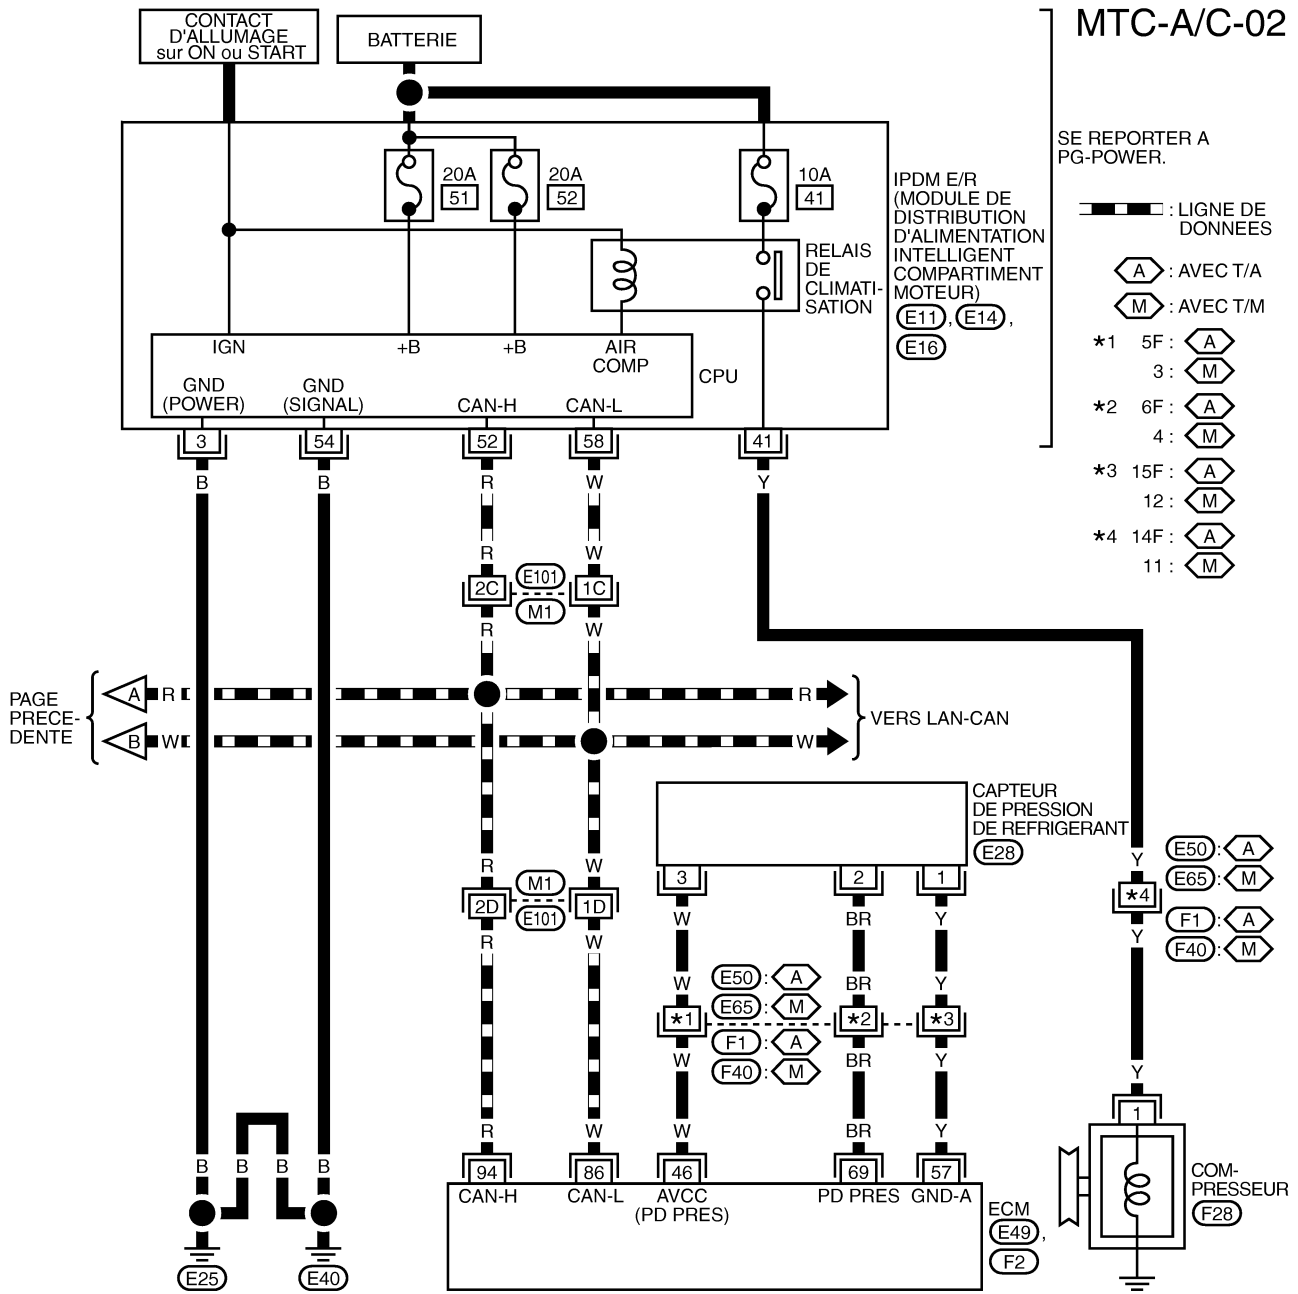 MTC-A/C-02
CONTACT
D'ALLUMAGE
sur ON ou START
BATTERIE
SE REPORTER A
PG-POWER.
20A
51
20A
52
10A
41
IPDM E/R
(MODULE DE
DISTRIBUTION
D'ALIMENTATION
INTELLIGENT
COMPARTIMENT
MOTEUR)
E11, E14,
E16
: LIGNE DE
DONNEES
A : AVEC T/A
M : AVEC T/M
RELAIS
DE
CLIMATI-
SATION
IGN
+B
+B
AIR
COMP
CPU
GND
(POWER)
GND
(SIGNAL)
CAN-H
CAN-L
*1 5F : A
3 : M
*2 6F : A
4 : M
*3 15F : A
12 : M
*4 14F : A
11 : M
3
54
52
58
41
B
B
R
W
Y
R
W
2C
E101
M1
1C
R
W
PAGE
PRECE-
DENTE
A R
R
B W
W
VERS LAN-CAN
CAPTEUR
DE PRESSION
DE REFRIGERANT
E28
3
2
1
R
W
2D
M1
E101
1D
R
W
W
BR
Y
Y
*4
Y
E50 : A
E65 : M
F1 : A
F40 : M
W
BR
Y
E50 : A
E65 : M
*1
*2
*3
F1 : A
F40 : M
W
BR
Y
Y
1
B
B
B
B
R
W
W
BR
Y
94
86
46
69
57
CAN-H
CAN-L
AVCC
(PD PRES)
PD PRES
GND-A
ECM
E49,
F2
COM-
PRESSEUR
F28
E25
E40